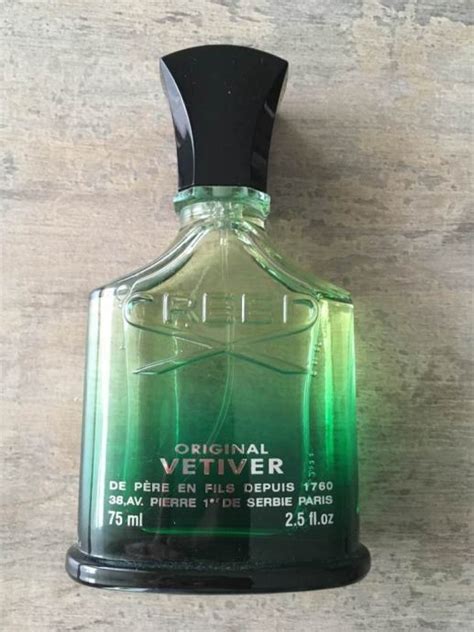 CREED
ORIGINAL
VETIVER
DE PÈRE EN FILS DEPUIS 1760
38,AV. PIERRE 1er DE SERBIE PARIS
75 ml 2.5 fl.oz